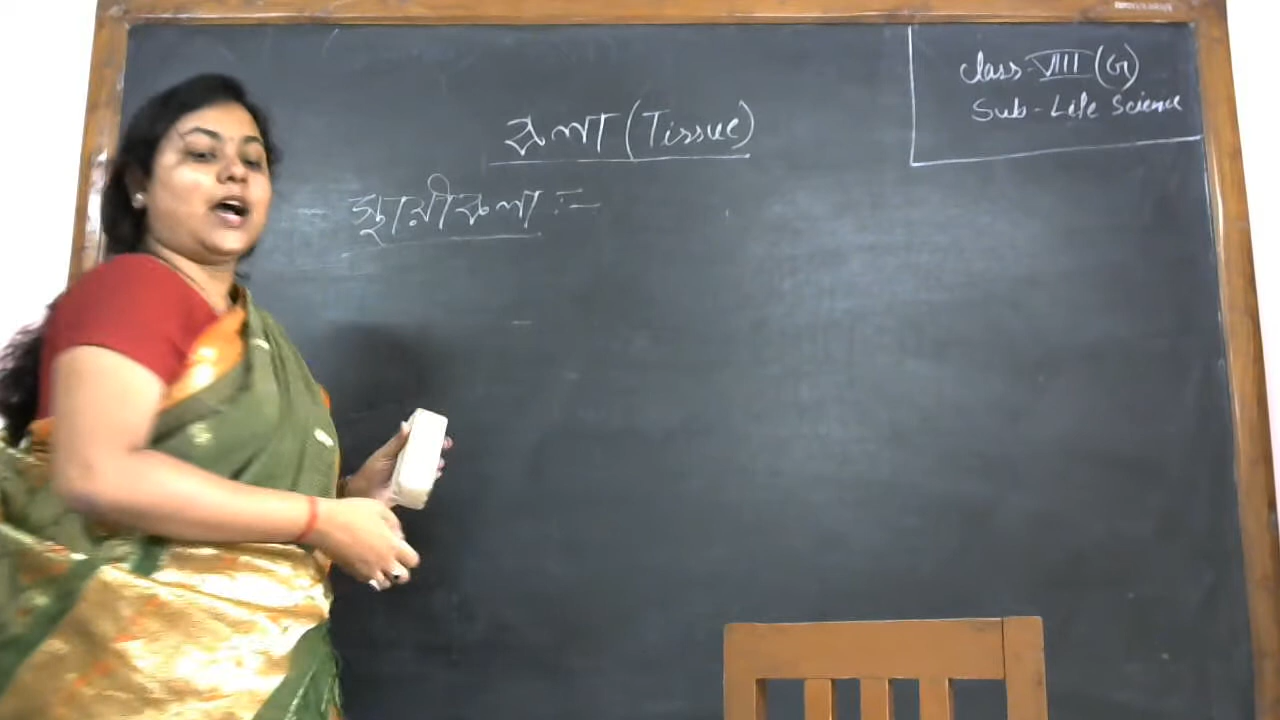 Class-VIII (G)
Sub-Life Science
কলা (Tissue)
স্থায়ীকলা :-